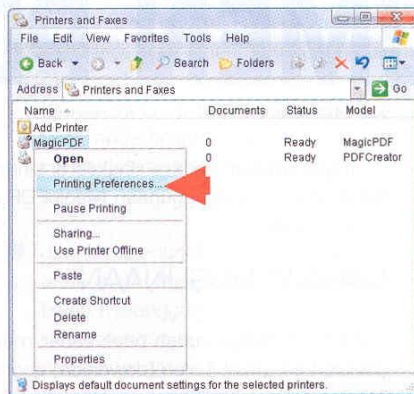 Printers and Faxes
File Edit View Favorites Tools Help
Back Search Folders
Address Printers and Faxes Go
Name Documents Status Model
Add Printer
MagicPDF 0 Ready MagicPDF
0 Ready PDFCreator
Open
Printing Preferences...
Pause Printing
Sharing...
Use Printer Offline
Paste
Create Shortcut
Delete
Rename
Properties
Displays default document settings for the selected printers.